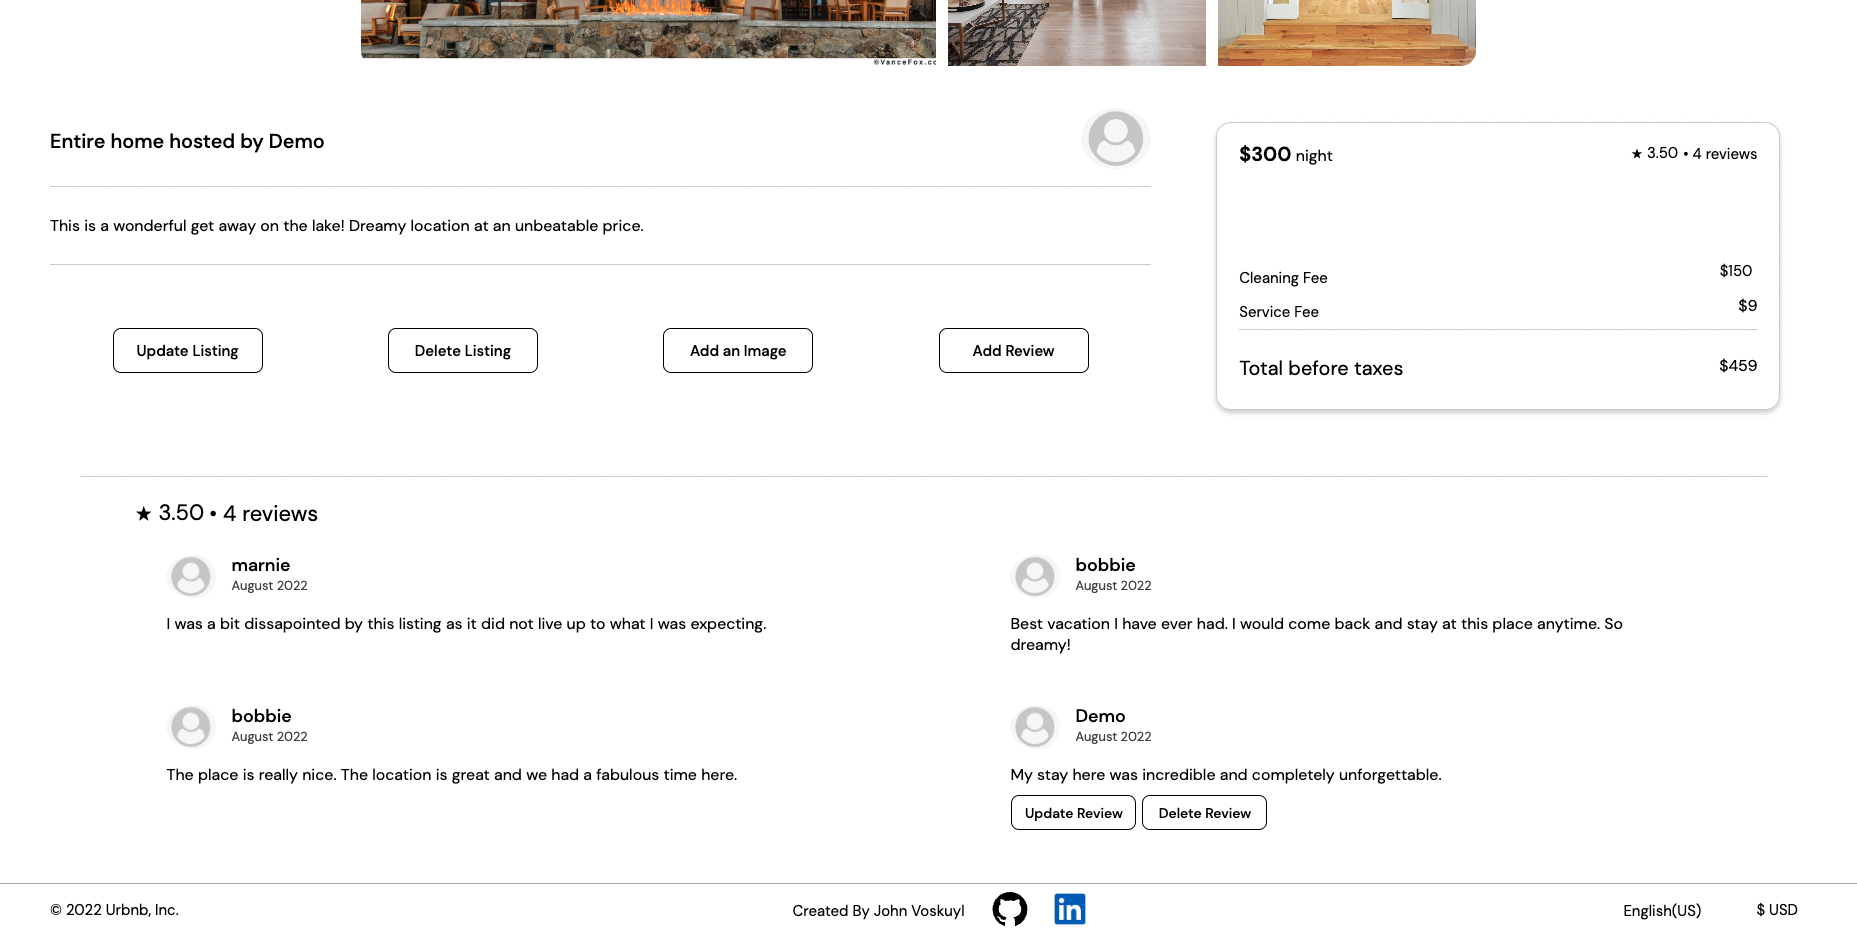 ©VanceFox.co
Entire home hosted by Demo
This is a wonderful get away on the lake! Dreamy location at an unbeatable price.
Update Listing
Delete Listing
Add an Image
Add Review
$300 night
★ 3.50 • 4 reviews
Cleaning Fee
$150
Service Fee
$9
Total before taxes
$459
★ 3.50 • 4 reviews
marnie
August 2022
I was a bit dissapointed by this listing as it did not live up to what I was expecting.
bobbie
August 2022
Best vacation I have ever had. I would come back and stay at this place anytime. So
dreamy!
bobbie
August 2022
The place is really nice. The location is great and we had a fabulous time here.
Demo
August 2022
My stay here was incredible and completely unforgettable.
Update Review
Delete Review
© 2022 Urbnb, Inc.
Created By John Voskuyl
in
English(US)
$ USD